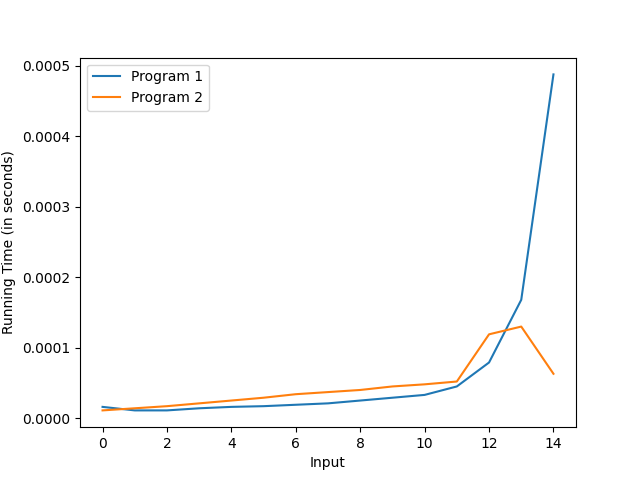 Program 1
Program 2
0.0005
0.0004
0.0003
0.0002
0.0001
0.0000
Running Time (in seconds)
0 2 4 6 8 10 12 14
Input